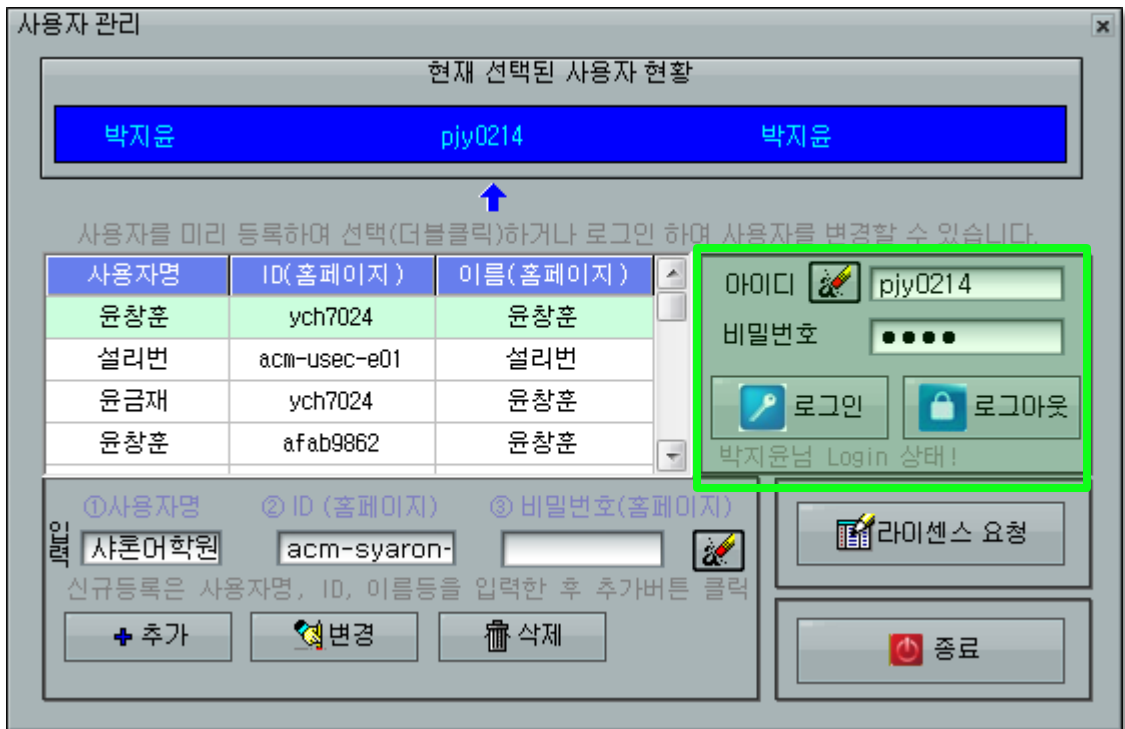 사용자 관리
현재 선택된 사용자 현황
박지윤 pjy0214 박지윤
사용자를 미리 등록하여 선택(더블클릭)하거나 로그인 하여 사용자를 변경할 수 있습니다.
사용자명 ID(홈페이지) 이름(홈페이지)
윤창훈 ych7024 윤창훈
설리번 acm-usec-e01 설리번
윤금재 ych7024 윤창훈
윤창훈 afab9862 윤창훈
아이디 pjy0214
비밀번호 ●●●●
로그인 로그아웃
박지윤님 Login 상태!
①사용자명 ② ID (홈페이지) ③ 비밀번호(홈페이지)
입력 샤론어학원 acm-syaron-
신규등록은 사용자명, ID, 이름등을 입력한 후 추가버튼 클릭
추가 변경 삭제
라이센스 요청
종료